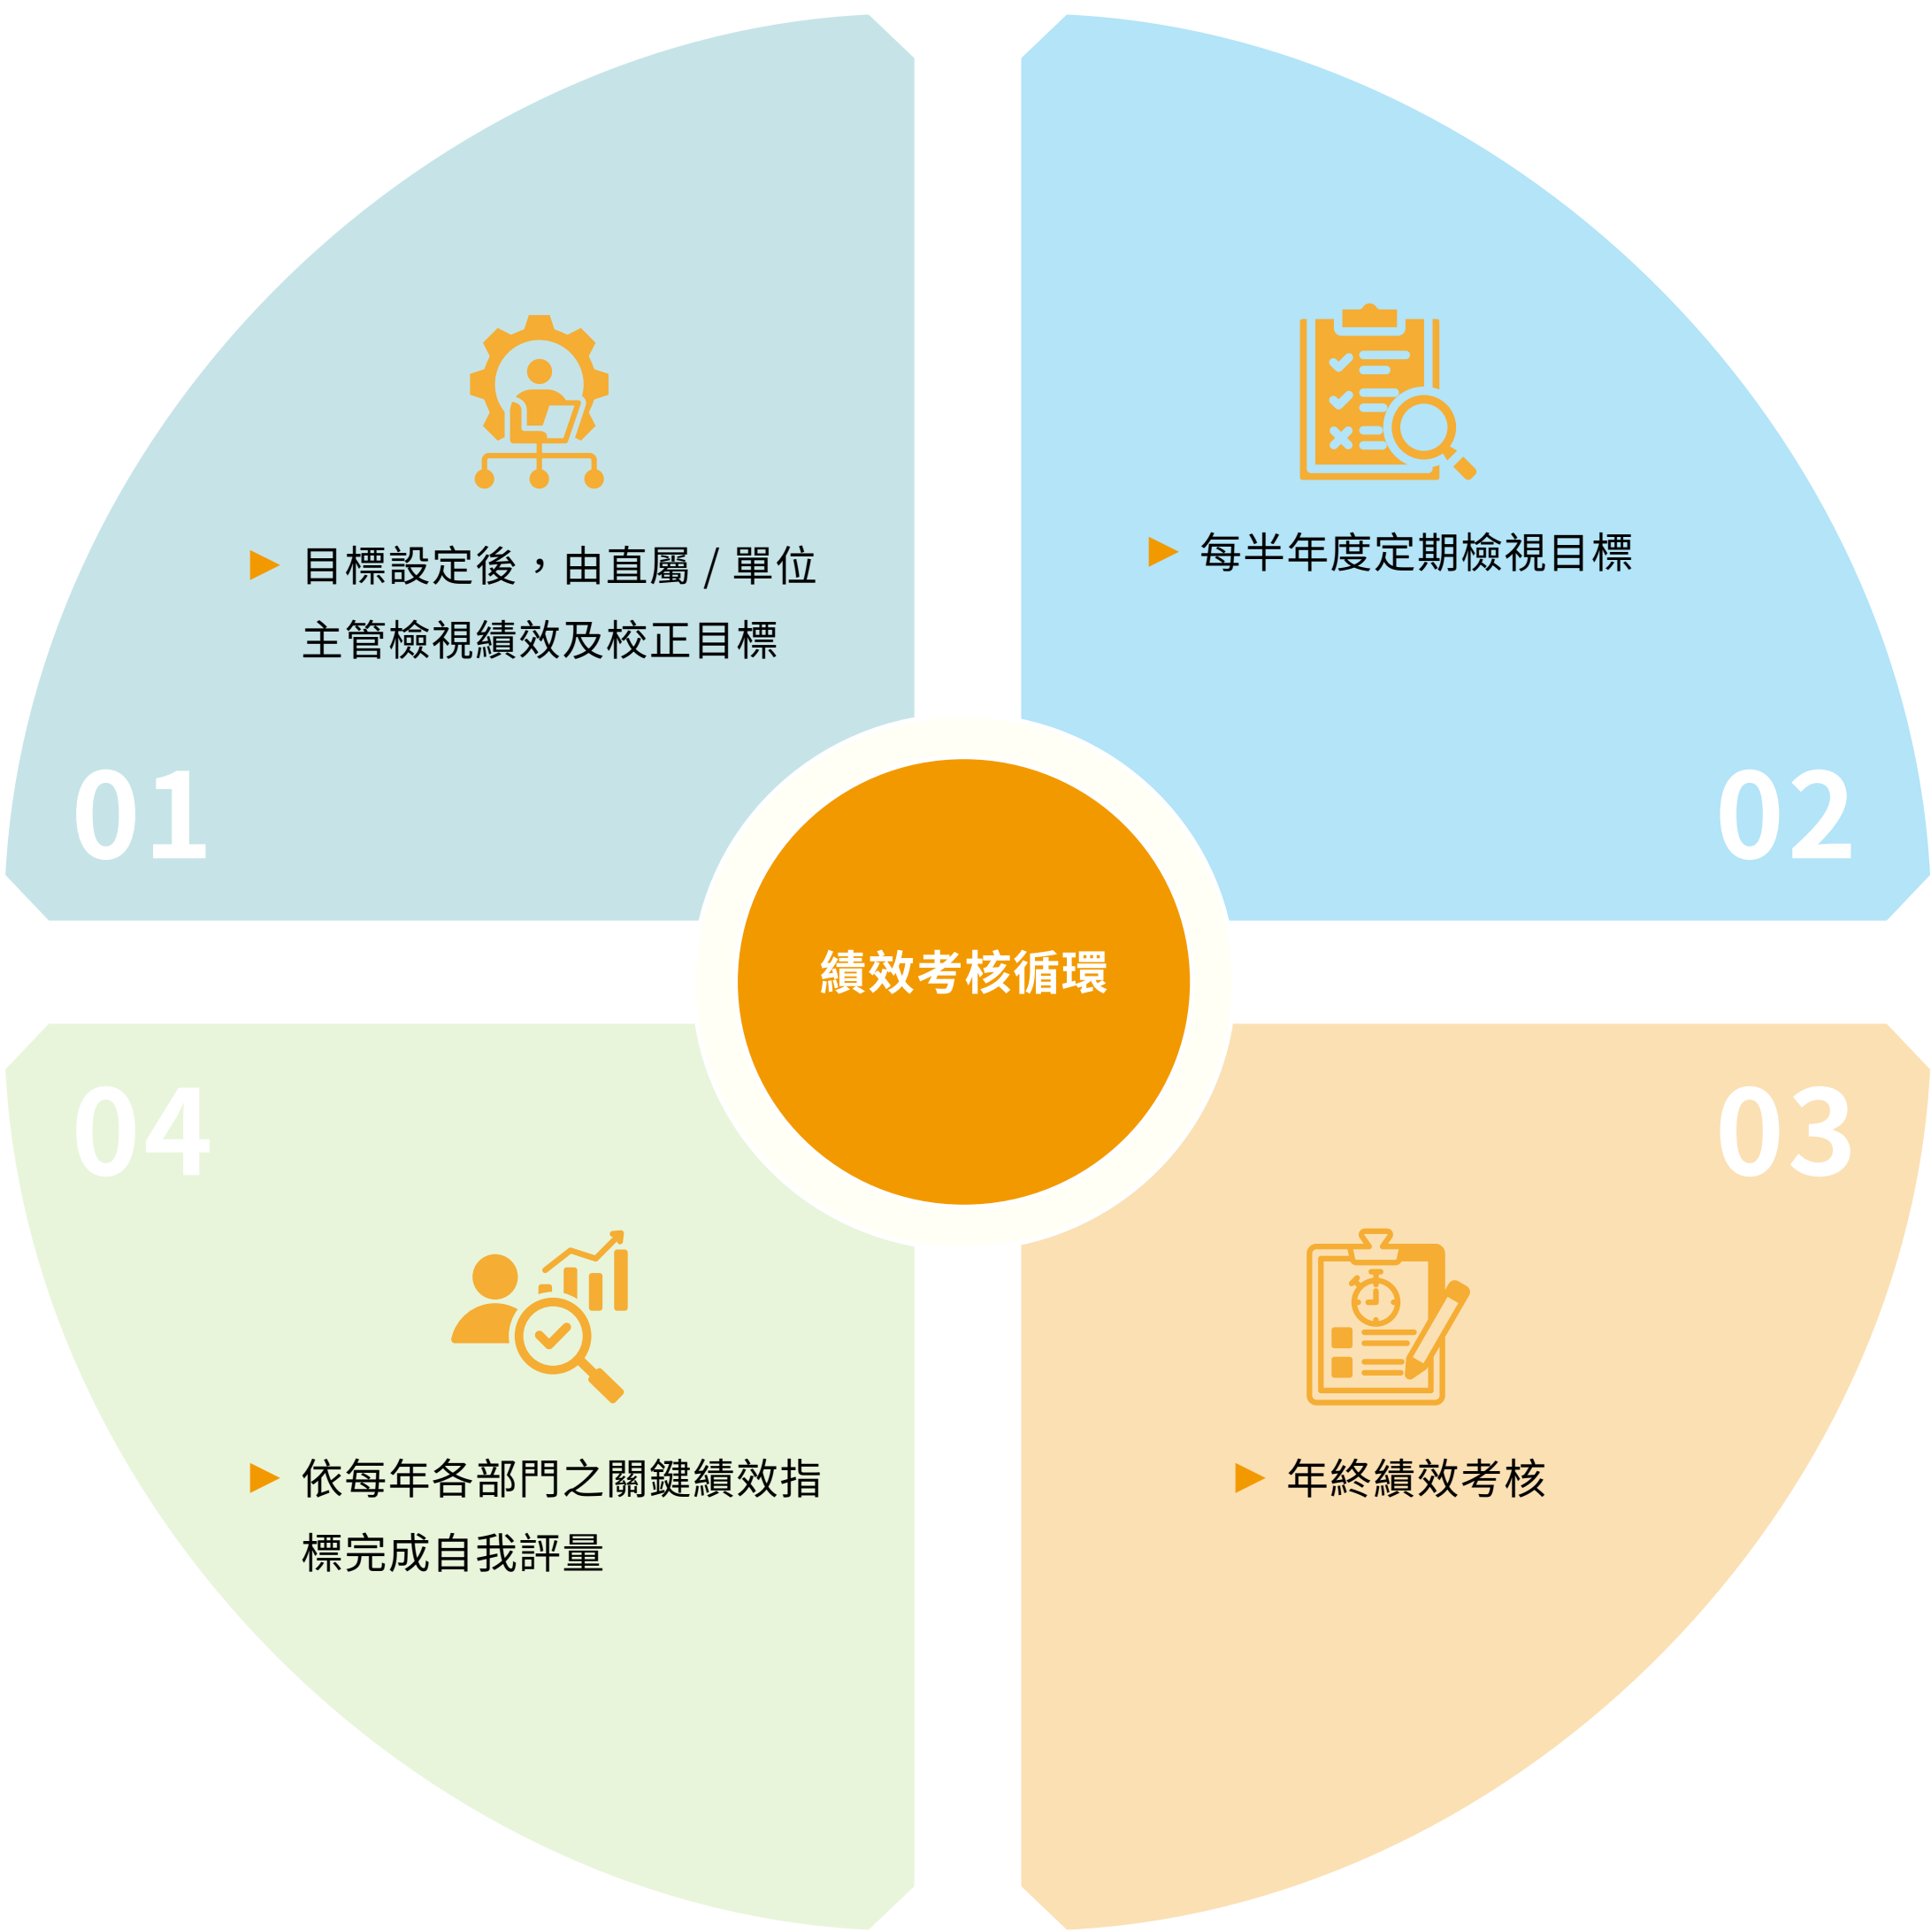 目標設定後，由直屬/單位
主管檢視績效及校正目標
01
每半年度定期檢視目標
02
績效考核循環
04
依每年各部門之關鍵績效指
標完成自我評量
03
年終績效考核